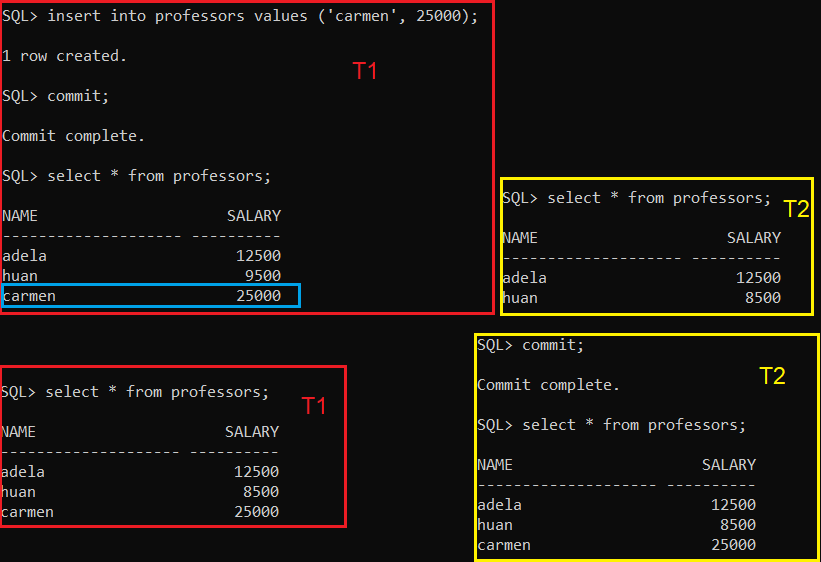 SQL> insert into professors values ('carmen', 25000);
1 row created.
T1
SQL> commit;
Commit complete.
SQL> select * from professors;
NAME                     SALARY
-------------------- ----------
adela                     12500
huan                       9500
carmen                    25000
SQL> select * from professors;
T2
NAME                     SALARY
-------------------- ----------
adela                     12500
huan                       8500
SQL> select * from professors;
T1
NAME                     SALARY
-------------------- ----------
adela                     12500
huan                       8500
carmen                    25000
SQL> commit;
T2
Commit complete.
SQL> select * from professors;
NAME                     SALARY
-------------------- ----------
adela                     12500
huan                       8500
carmen                    25000